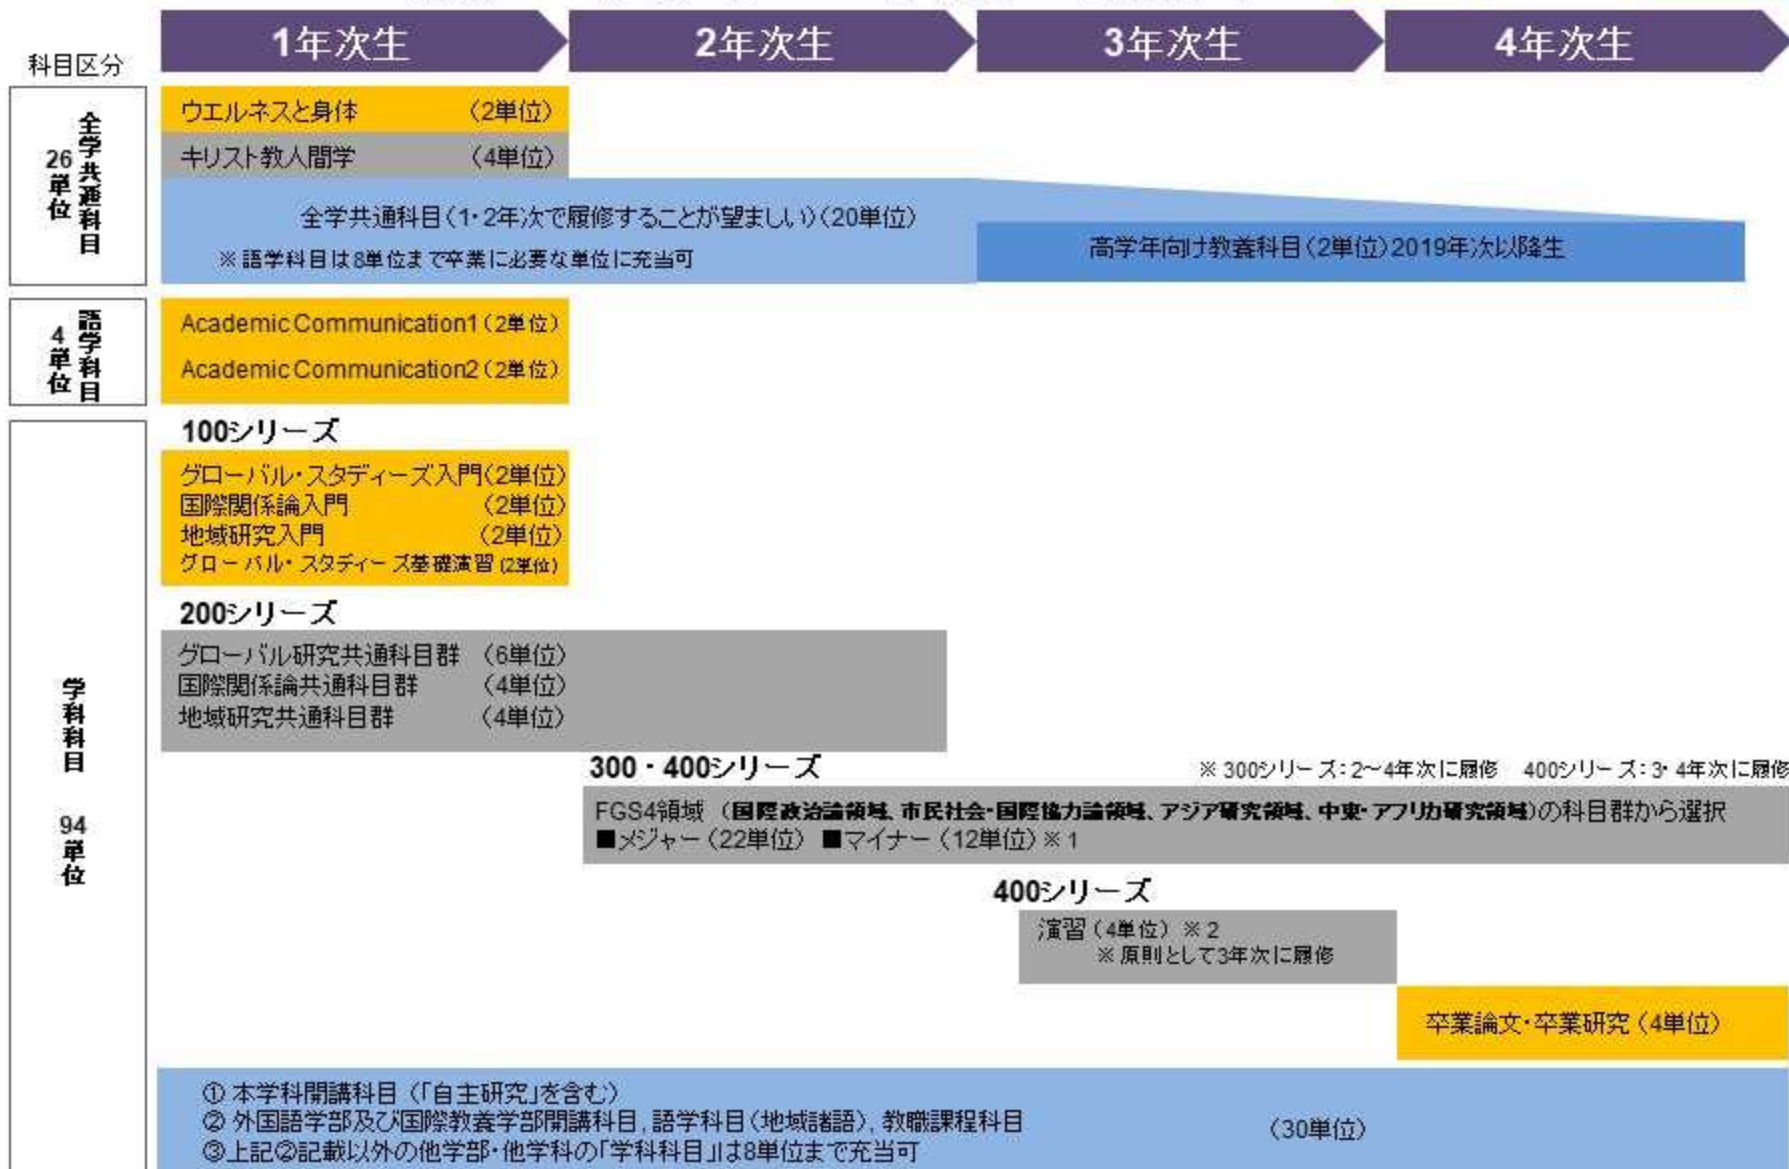 1年次生
2年次生
3年次生
4年次生
科目区分
全学共通科目
26単位
ウエルネスと身体 (2単位)
キリスト教人間学 (4単位)
全学共通科目(1・2年次で履修することが望ましい)(20単位)
※語学科目は8単位まで卒業に必要な単位に充当可
高学年向け教養科目(2単位)2019年次以降生
語学科目
4単位
Academic Communication1(2単位)
Academic Communication2(2単位)
学科科目 94単位
100シリーズ
グローバル・スタディーズ入門(2単位)
国際関係論入門 (2単位)
地域研究入門 (2単位)
グローバル・スタディーズ基礎演習(2単位)
200シリーズ
グローバル研究共通科目群 (6単位)
国際関係論共通科目群 (4単位)
地域研究共通科目群 (4単位)
300・400シリーズ
※300シリーズ:2~4年次に履修 400シリーズ:3・4年次に履修
FGS4領域 (国際政治論領域、市民社会・国際協力論領域、アジア研究領域、中東・アフリカ研究領域)の科目群から選択
■メジャー(22単位) ■マイナー(12単位)※1
400シリーズ
演習(4単位)※2
※原則として3年次に履修
卒業論文・卒業研究(4単位)
①本学科開講科目(「自主研究」を含む)
②外国語学部及び国際教養学部開講科目,語学科目(地域諸語),教職課程科目 (30単位)
③上記②記載以外の他学部・他学科の「学科科目」は8単位まで充当可